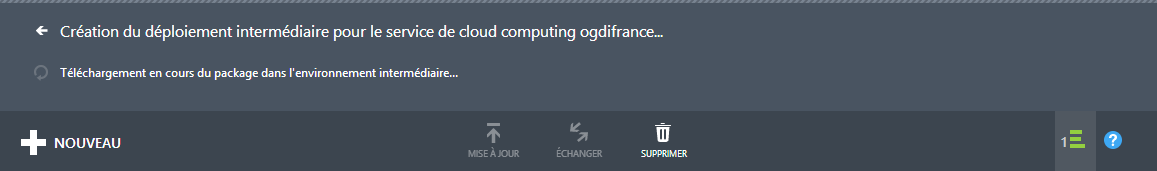 Création du déploiement intermédiaire pour le service de cloud computing ogdifrance...
Téléchargement en cours du package dans l'environnement intermédiaire...
NOUVEAU
MISE À JOUR
ÉCHANGER
SUPPRIMER
1
?